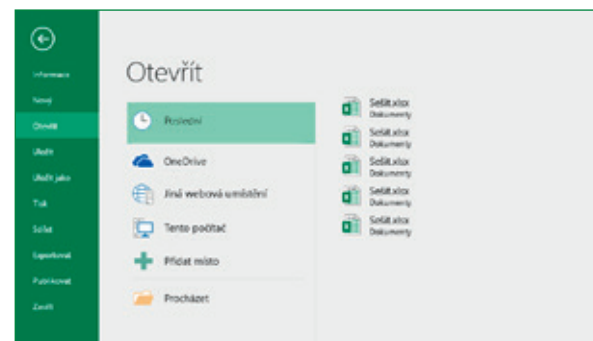 Informace
Nový
Otevřít
Uložit
Uložit jako
Tisk
Sdílet
Exportovat
Publikovat
Zavřít
Otevřít
Poslední
OneDrive
Jiná webová umístění
Tento počítač
Přidat místo
Procházet
Sešit.xlsx
Dokumenty
Sešit.xlsx
Dokumenty
Sešit.xlsx
Dokumenty
Sešit.xlsx
Dokumenty
Sešit.xlsx
Dokumenty